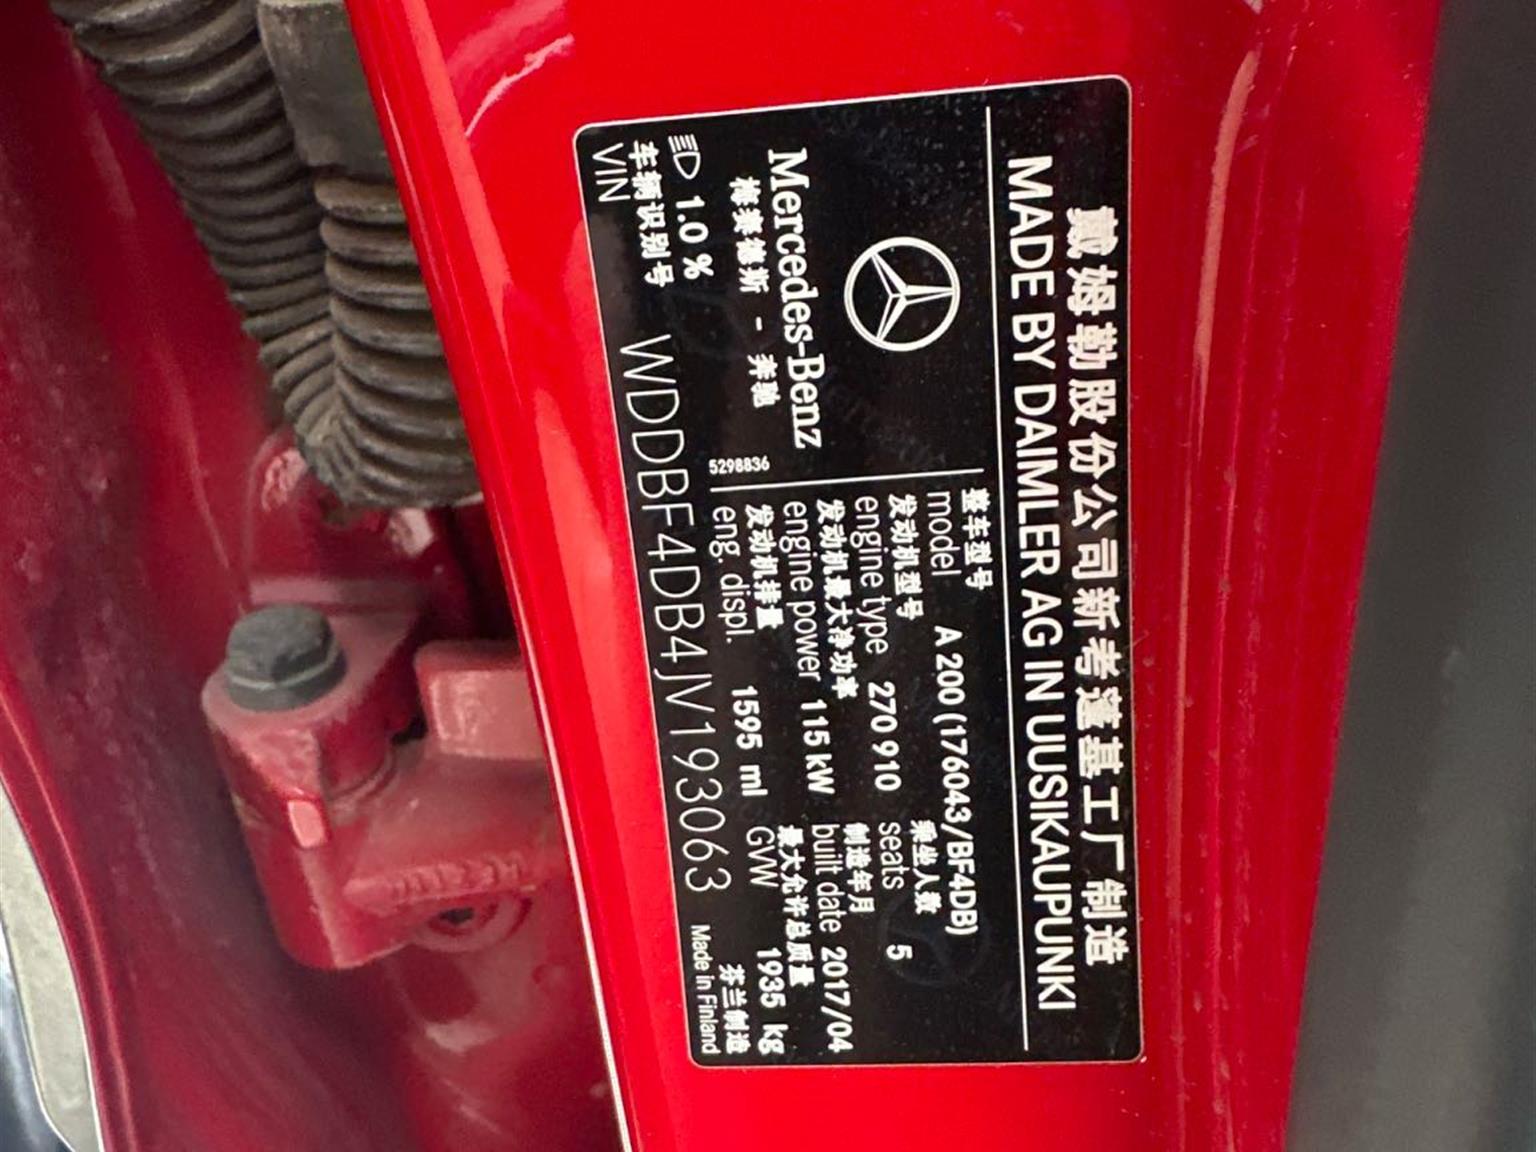 戴姆勒股份公司新考蓬基工厂制造
MADE BY DAIMLER AG IN UUSIKAUPUNKI
Mercedes-Benz
梅赛德斯 - 奔驰
1.0 %
5298836
整车型号
model A 200 (176043/BF4DB)
发动机型号 乘坐人数
engine type 270 910 seats 5
发动机最大净功率 制造年月
engine power 115 kW built date 2017/04
发动机排量 最大允许总质量
eng. displ. 1595 ml GVW 1935 kg
车辆识别号
VIN WDDBF4DB4JV193063
芬兰制造
Made in Finland